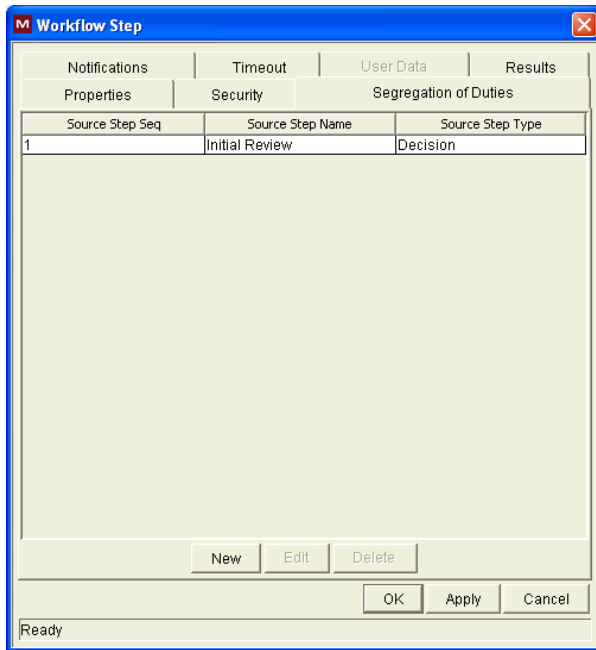 M Workflow Step
Notifications Timeout User Data Results
Properties Security Segregation of Duties
Source Step Seq Source Step Name Source Step Type
1 Initial Review Decision
New Edit Delete
OK Apply Cancel
Ready